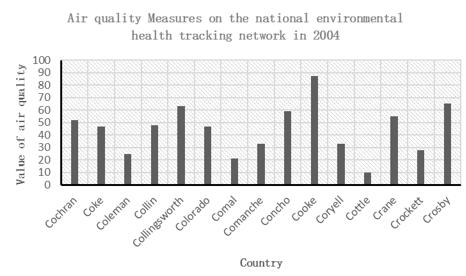 Air quality Measures on the national environmental
health tracking network in 2004
Value of air quality
100
90
80
70
60
50
40
30
20
10
0
Cochran
Coke
Coleman
Collin
Collingsworth
Colorado
Comal
Comanche
Concho
Cooke
Coryell
Cottle
Crane
Crockett
Crosby
Country